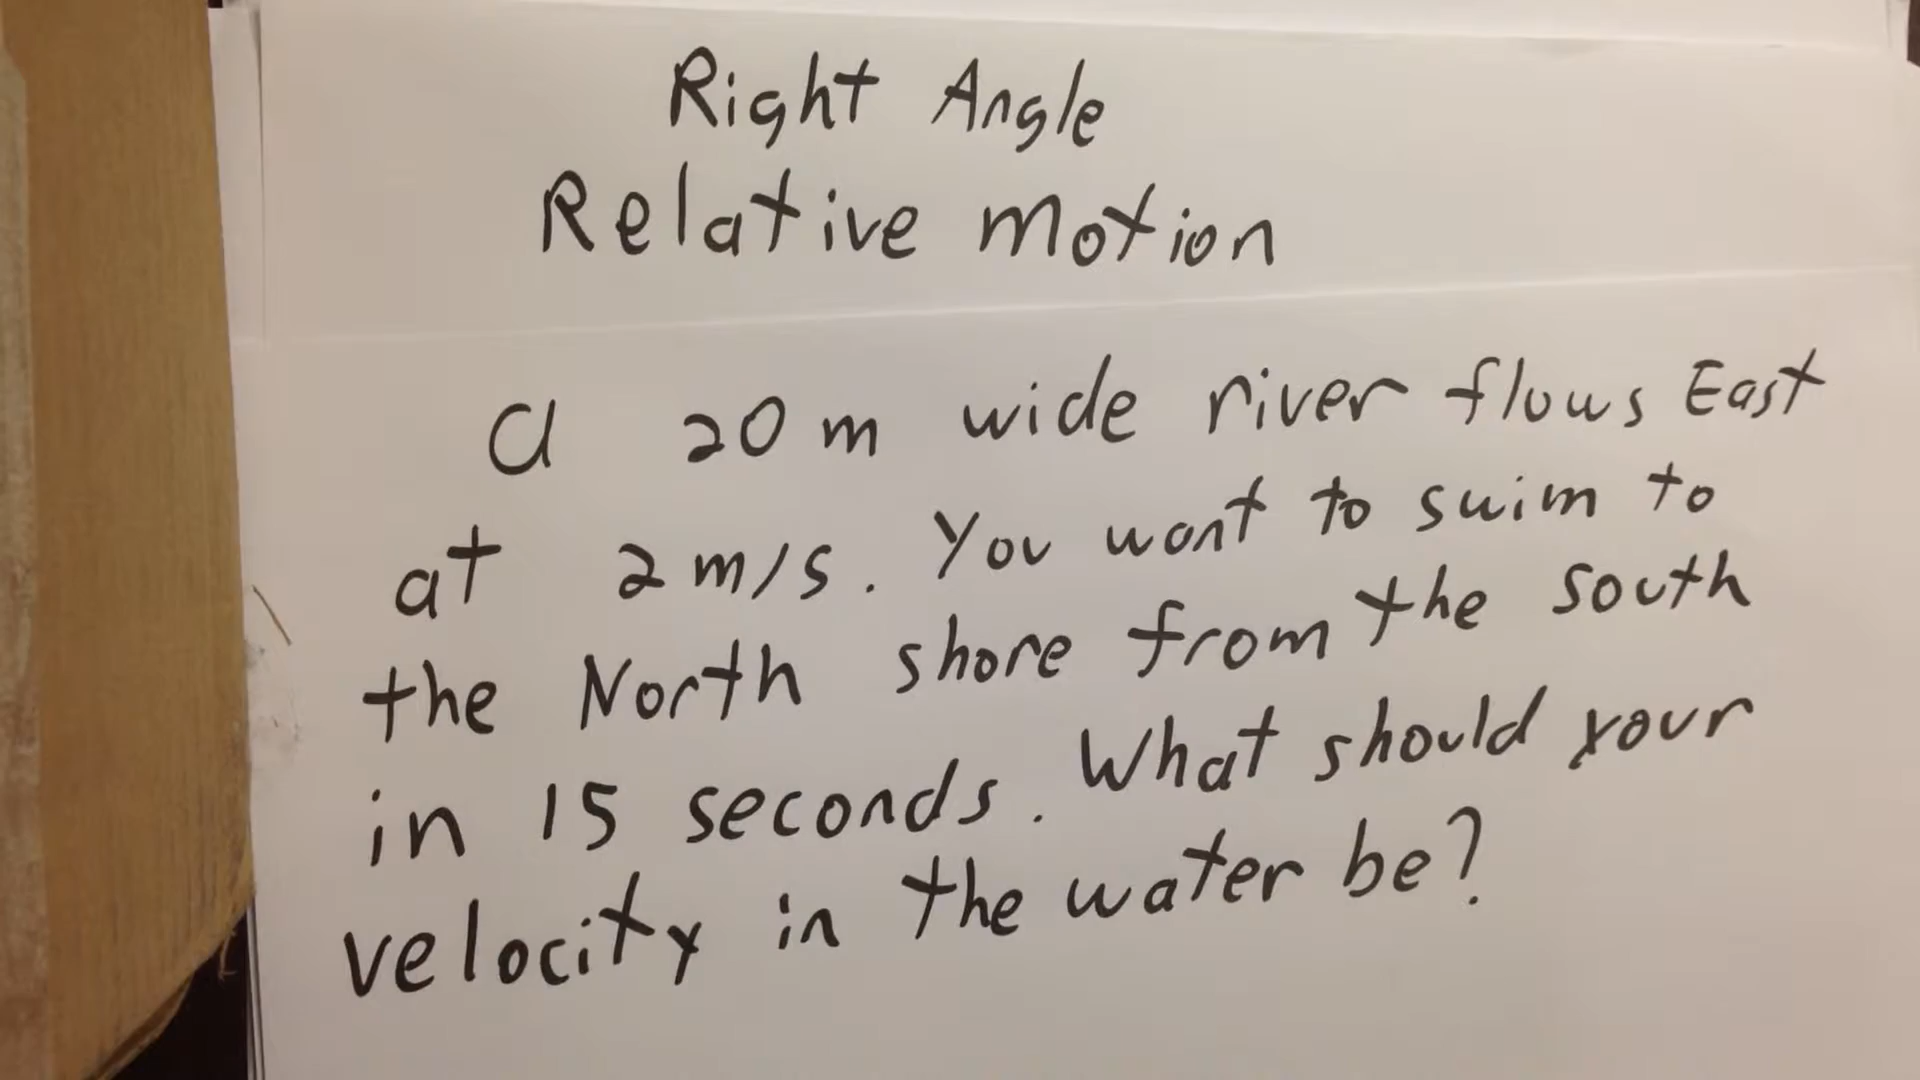 Right Angle
Relative Motion
A 20 m wide river flows East
at 2 m/s. You want to swim to
the North shore from the South
in 15 seconds. What should your
velocity in the water be?